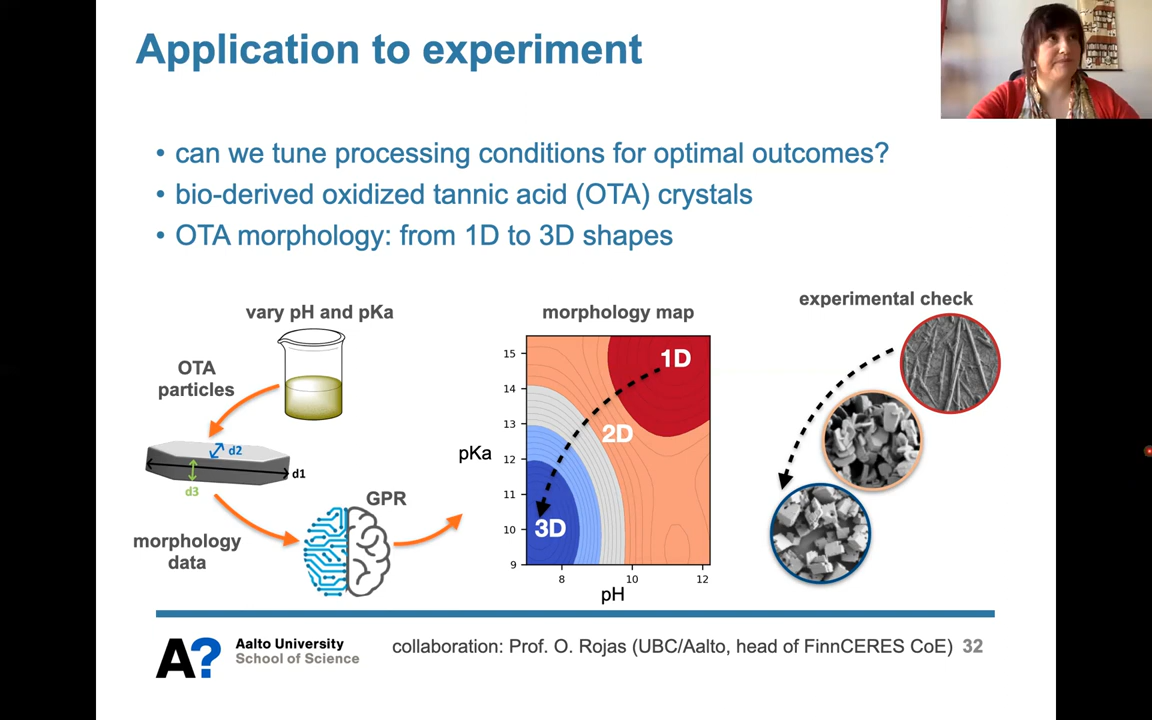 Application to experiment
• can we tune processing conditions for optimal outcomes?
• bio-derived oxidized tannic acid (OTA) crystals
• OTA morphology: from 1D to 3D shapes
vary pH and pKa
OTA
particles
d2
d1
d3
morphology
data
GPR
morphology map
1D
2D
3D
pKa
15
14
13
12
11
10
9
8
10
12
pH
experimental check
A?
Aalto University
School of Science
collaboration: Prof. O. Rojas (UBC/Aalto, head of FinnCERES CoE)
32